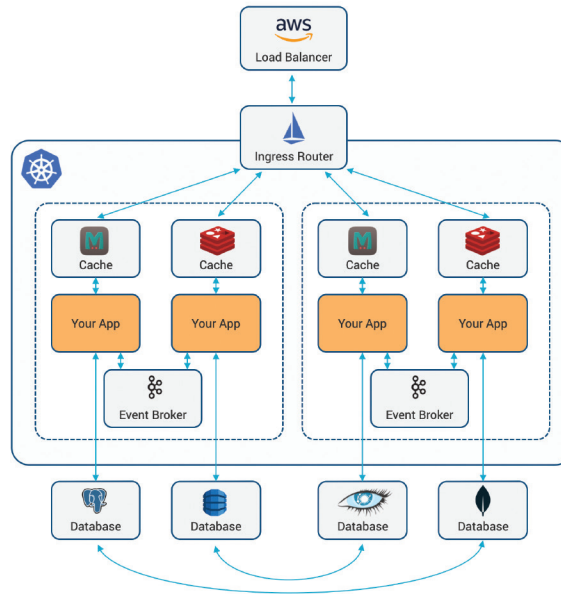 aws
Load Balancer
Ingress Router
Cache
Cache
Cache
Cache
Your App
Your App
Your App
Your App
Event Broker
Event Broker
Database
Database
Database
Database